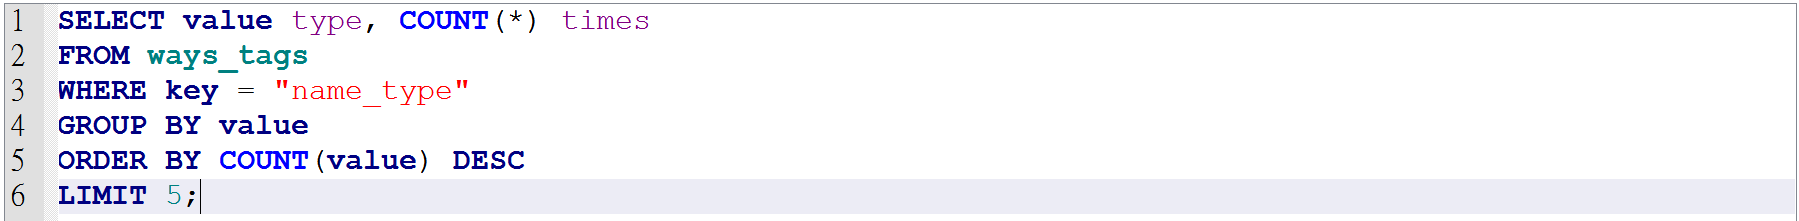 1 SELECT value type, COUNT(*) times
2 FROM ways_tags
3 WHERE key = "name_type"
4 GROUP BY value
5 ORDER BY COUNT(value) DESC
6 LIMIT 5;